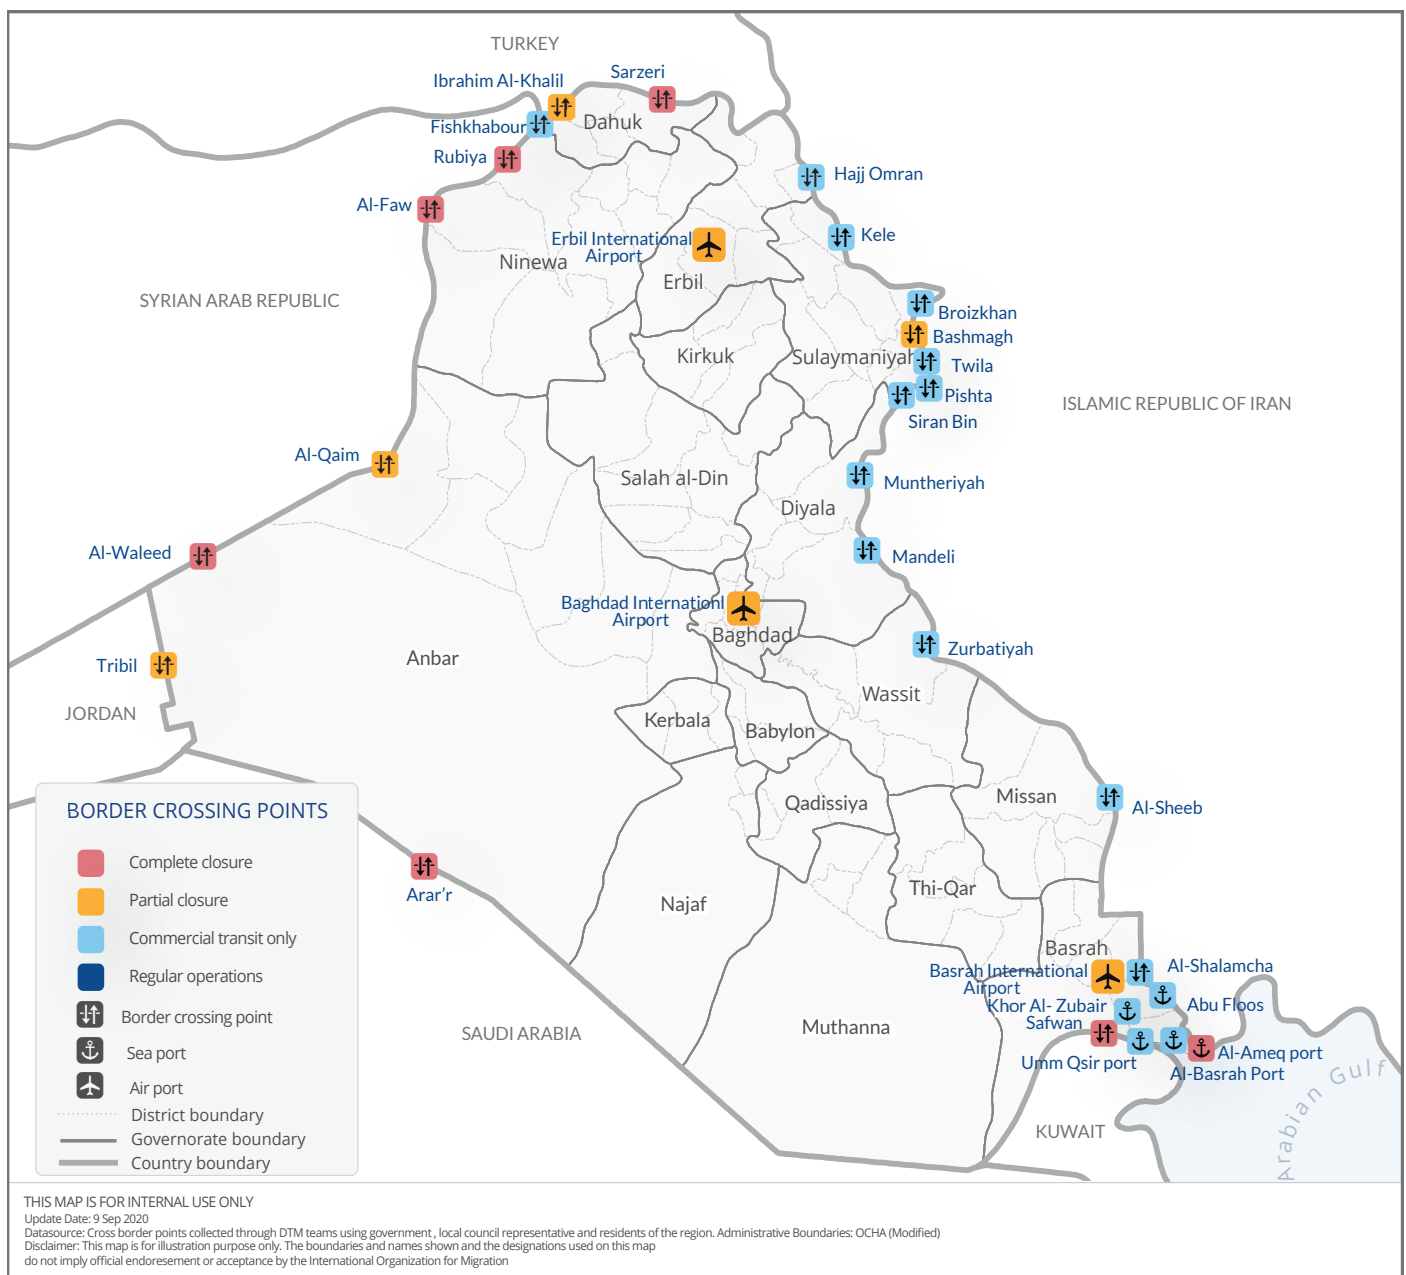 TURKEY
Ibrahim Al-Khalil
Sarzeri
Fishkhabour
Dahuk
Rubiya
Hajj Omran
Al-Faw
Kele
Erbil International
Airport
Ninewa
Erbil
SYRIAN ARAB REPUBLIC
Broizkhan
Bashmagh
Kirkuk
Sulaymaniyah
Twila
Pishta
ISLAMIC REPUBLIC OF IRAN
Siran Bin
Al-Qaim
Salah al-Din
Muntheriyah
Diyala
Al-Waleed
Mandeli
Baghdad Internationl
Airport
Baghdad
Zurbatiyah
Anbar
Tribil
Wassit
JORDAN
Kerbala
Babylon
Qadissiya
Missan
Al-Sheeb
BORDER CROSSING POINTS
Complete closure
Partial closure
Commercial transit only
Regular operations
Border crossing point
Sea port
Air port
District boundary
Governorate boundary
Country boundary
Arar’r
Najaf
Thi-Qar
Basrah
Basrah International
Airport
Al-Shalamcha
Khor Al- Zubair
Abu Floos
Safwan
Muthanna
SAUDI ARABIA
Umm Qsir port
Al-Ameq port
Al-Basrah Port
KUWAIT
Arabian Gulf
THIS MAP IS FOR INTERNAL USE ONLY
Update Date: 9 Sep 2020
Datasource: Cross border points collected through DTM teams using government , local council representative and residents of the region. Administrative Boundaries: OCHA (Modified)
Disclaimer: This map is for illustration purpose only. The boundaries and names shown and the designations used on this map
do not imply official endoresement or acceptance by the International Organization for Migration